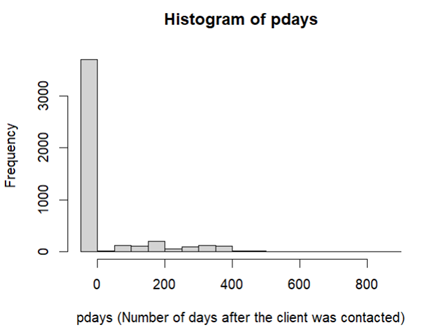 Histogram of pdays
Frequency
3000
2000
1000
0
0 200 400 600 800
pdays (Number of days after the client was contacted)